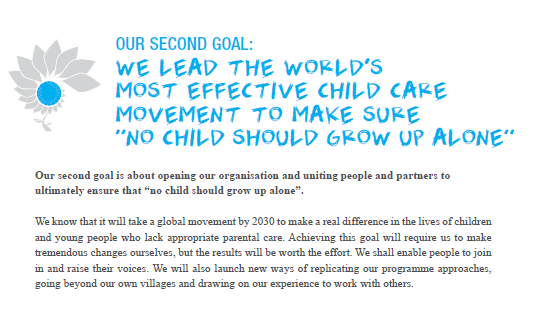 OUR SECOND GOAL:
WE LEAD THE WORLD'S
MOST EFFECTIVE CHILD CARE
MOVEMENT TO MAKE SURE
"NO CHILD SHOULD GROW UP ALONE"
Our second goal is about opening our organisation and uniting people and partners to
ultimately ensure that “no child should grow up alone”.
We know that it will take a global movement by 2030 to make a real difference in the lives of children
and young people who lack appropriate parental care. Achieving this goal will require us to make
tremendous changes ourselves, but the results will be worth the effort. We shall enable people to join
in and raise their voices. We will also launch new ways of replicating our programme approaches,
going beyond our own villages and drawing on our experience to work with others.